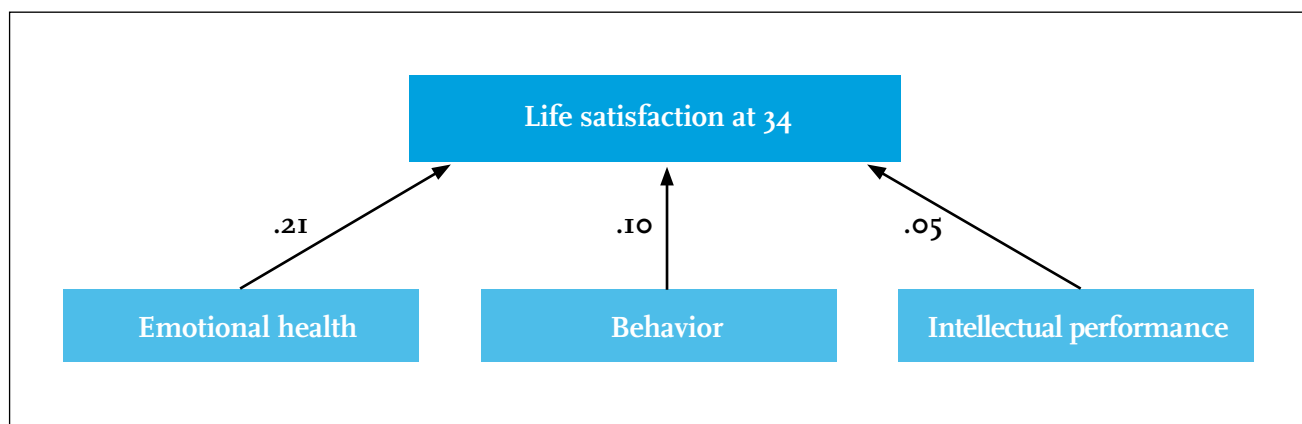 Life satisfaction at 34
.21
.10
.05
Emotional health
Behavior
Intellectual performance